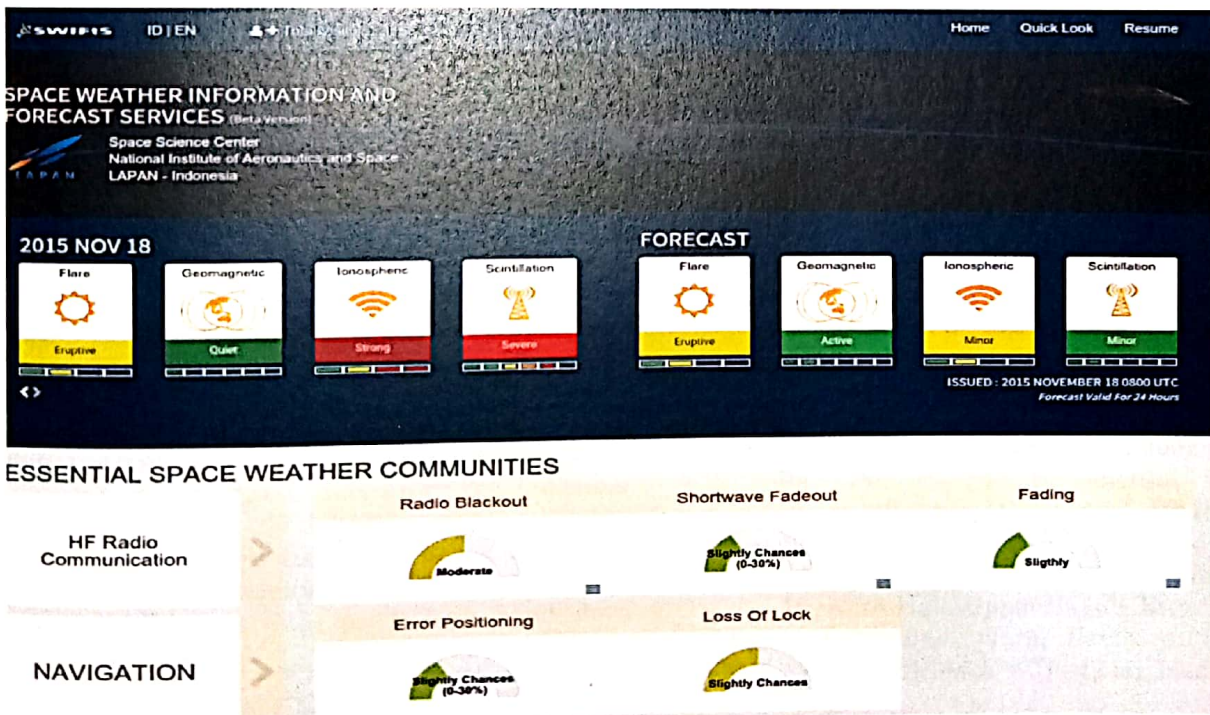 SWIFIS ID | EN Home Quick Look Resume
SPACE WEATHER INFORMATION AND
FORECAST SERVICES (Beta Version)
Space Science Center
National Institute of Aeronautics and Space
LAPAN - Indonesia
LAPAN
2015 NOV 18
Flare Geomagnetic Ionospheric Scintillation
Eruptive Quiet Strong Severe
FORECAST
Flare Geomagnetic Ionospheric Scintillation
Eruptive Active Minor Minor
ISSUED : 2015 NOVEMBER 18 0800 UTC
Forecast Valid For 24 Hours
ESSENTIAL SPACE WEATHER COMMUNITIES
HF Radio
Communication
Radio Blackout Shortwave Fadeout Fading
Moderate
Slightly Chances
(0-30%)
Sligthly
NAVIGATION
Error Positioning Loss Of Lock
Slightly Chances
(0-30%)
Slightly Chances